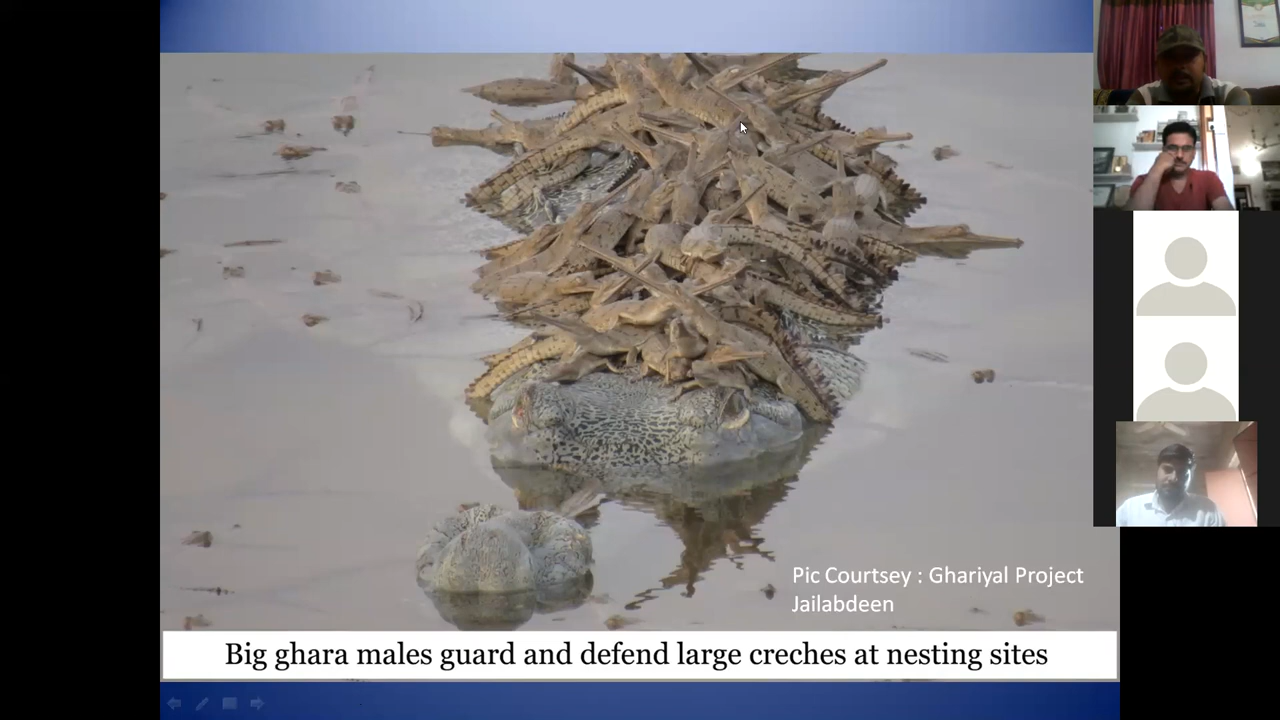 Pic Courtsey : Ghariyal Project
Jailabdeen
Big ghara males guard and defend large creches at nesting sites